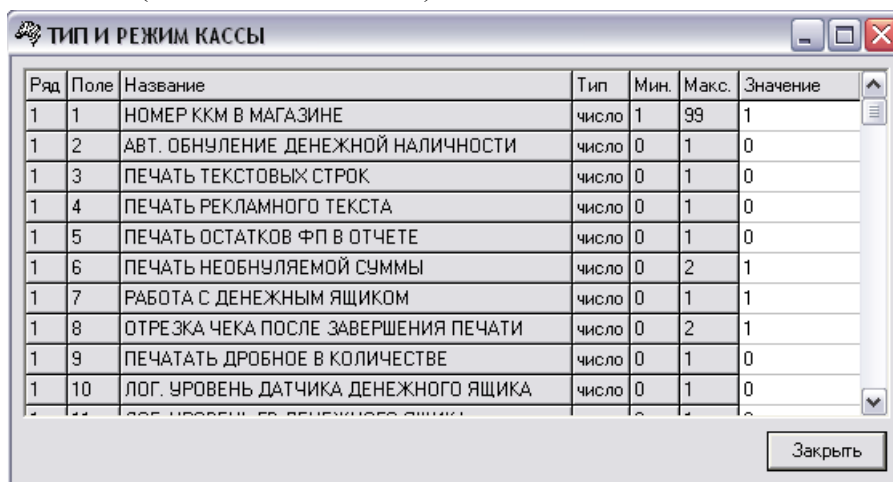 ТИП И РЕЖИМ КАССЫ
Ряд Поле Название Тип Мин. Макс. Значение
1 1 НОМЕР ККМ В МАГАЗИНЕ число 1 99 1
1 2 АВТ. ОБНУЛЕНИЕ ДЕНЕЖНОЙ НАЛИЧНОСТИ число 0 1 0
1 3 ПЕЧАТЬ ТЕКСТОВЫХ СТРОК число 0 1 0
1 4 ПЕЧАТЬ РЕКЛАМНОГО ТЕКСТА число 0 1 0
1 5 ПЕЧАТЬ ОСТАТКОВ ФП В ОТЧЕТЕ число 0 1 0
1 6 ПЕЧАТЬ НЕОБНУЛЯЕМОЙ СУММЫ число 0 2 1
1 7 РАБОТА С ДЕНЕЖНЫМ ЯЩИКОМ число 0 1 1
1 8 ОТРЕЗКА ЧЕКА ПОСЛЕ ЗАВЕРШЕНИЯ ПЕЧАТИ число 0 2 1
1 9 ПЕЧАТАТЬ ДРОБНОЕ В КОЛИЧЕСТВЕ число 0 1 0
1 10 ЛОГ. УРОВЕНЬ ДАТЧИКА ДЕНЕЖНОГО ЯЩИКА число 0 1 0
Закрыть